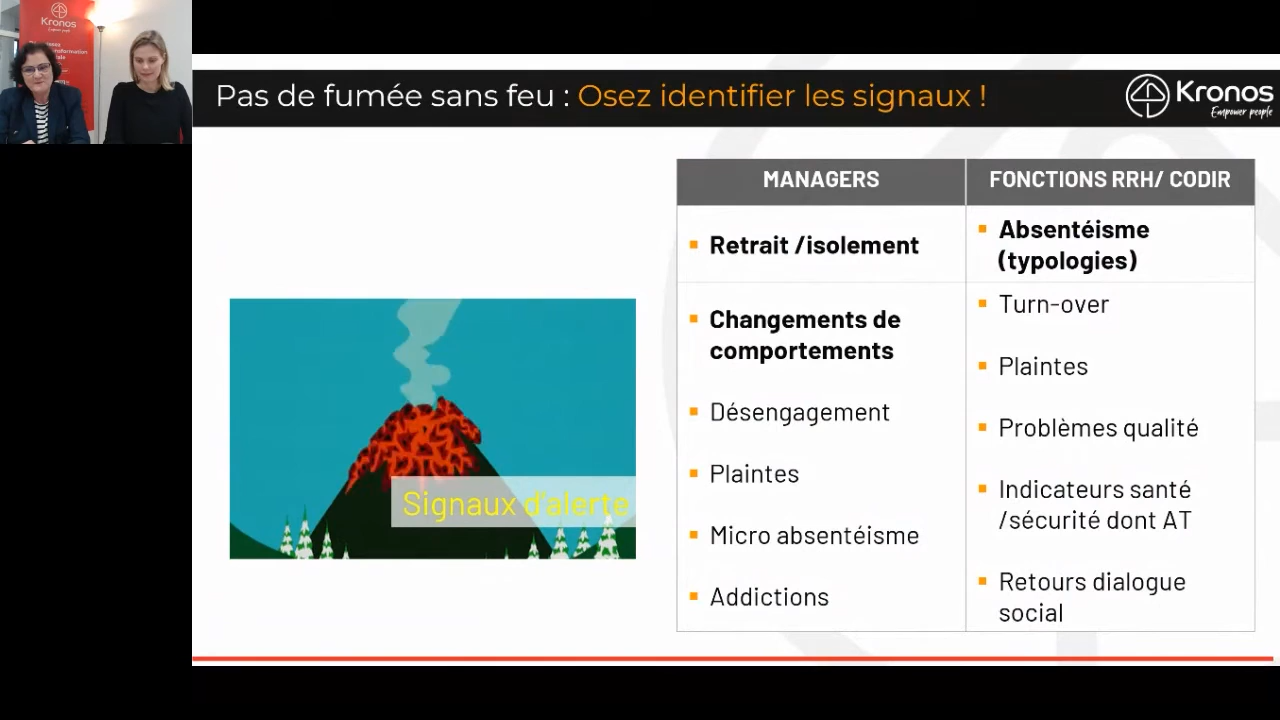 Kronos
Empower people
Pas de fumée sans feu : Osez identifier les signaux !
Kronos
Empower people
MANAGERS
FONCTIONS RRH/ CODIR
Retrait /isolement
Absentéisme
(typologies)
Changements de
comportements
Désengagement
Plaintes
Micro absentéisme
Addictions
Turn-over
Plaintes
Problèmes qualité
Indicateurs santé
/sécurité dont AT
Retours dialogue
social
Signaux d'alerte